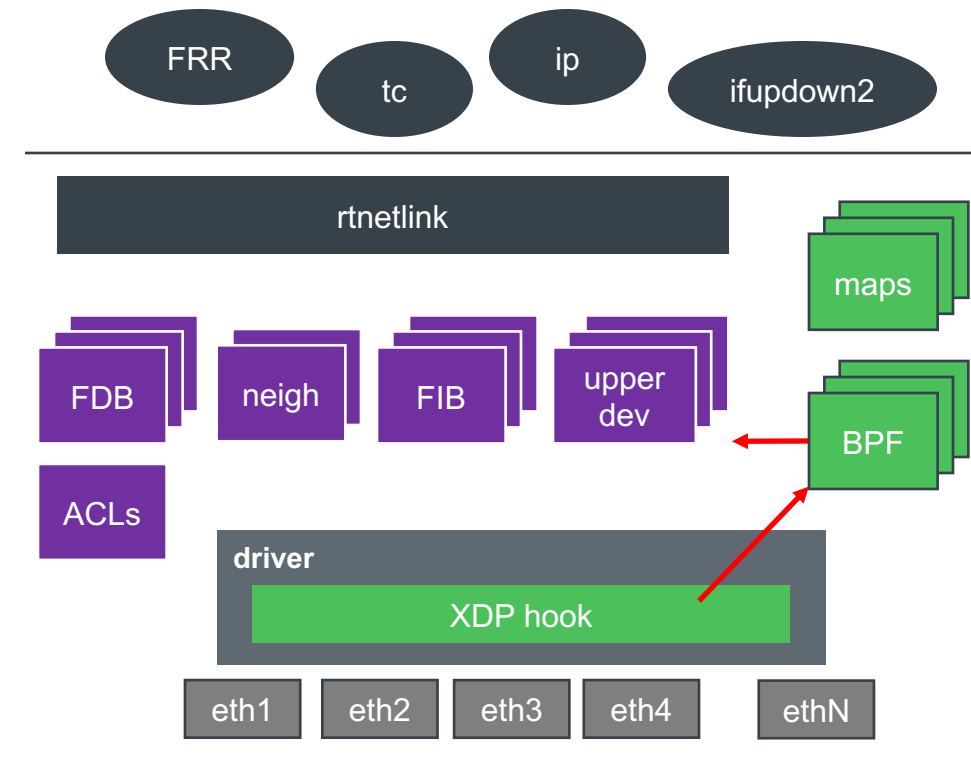 FRR
tc
ip
ifupdown2
rtnetlink
maps
FDB
neigh
FIB
upper
dev
BPF
ACLs
driver
XDP hook
eth1
eth2
eth3
eth4
ethN